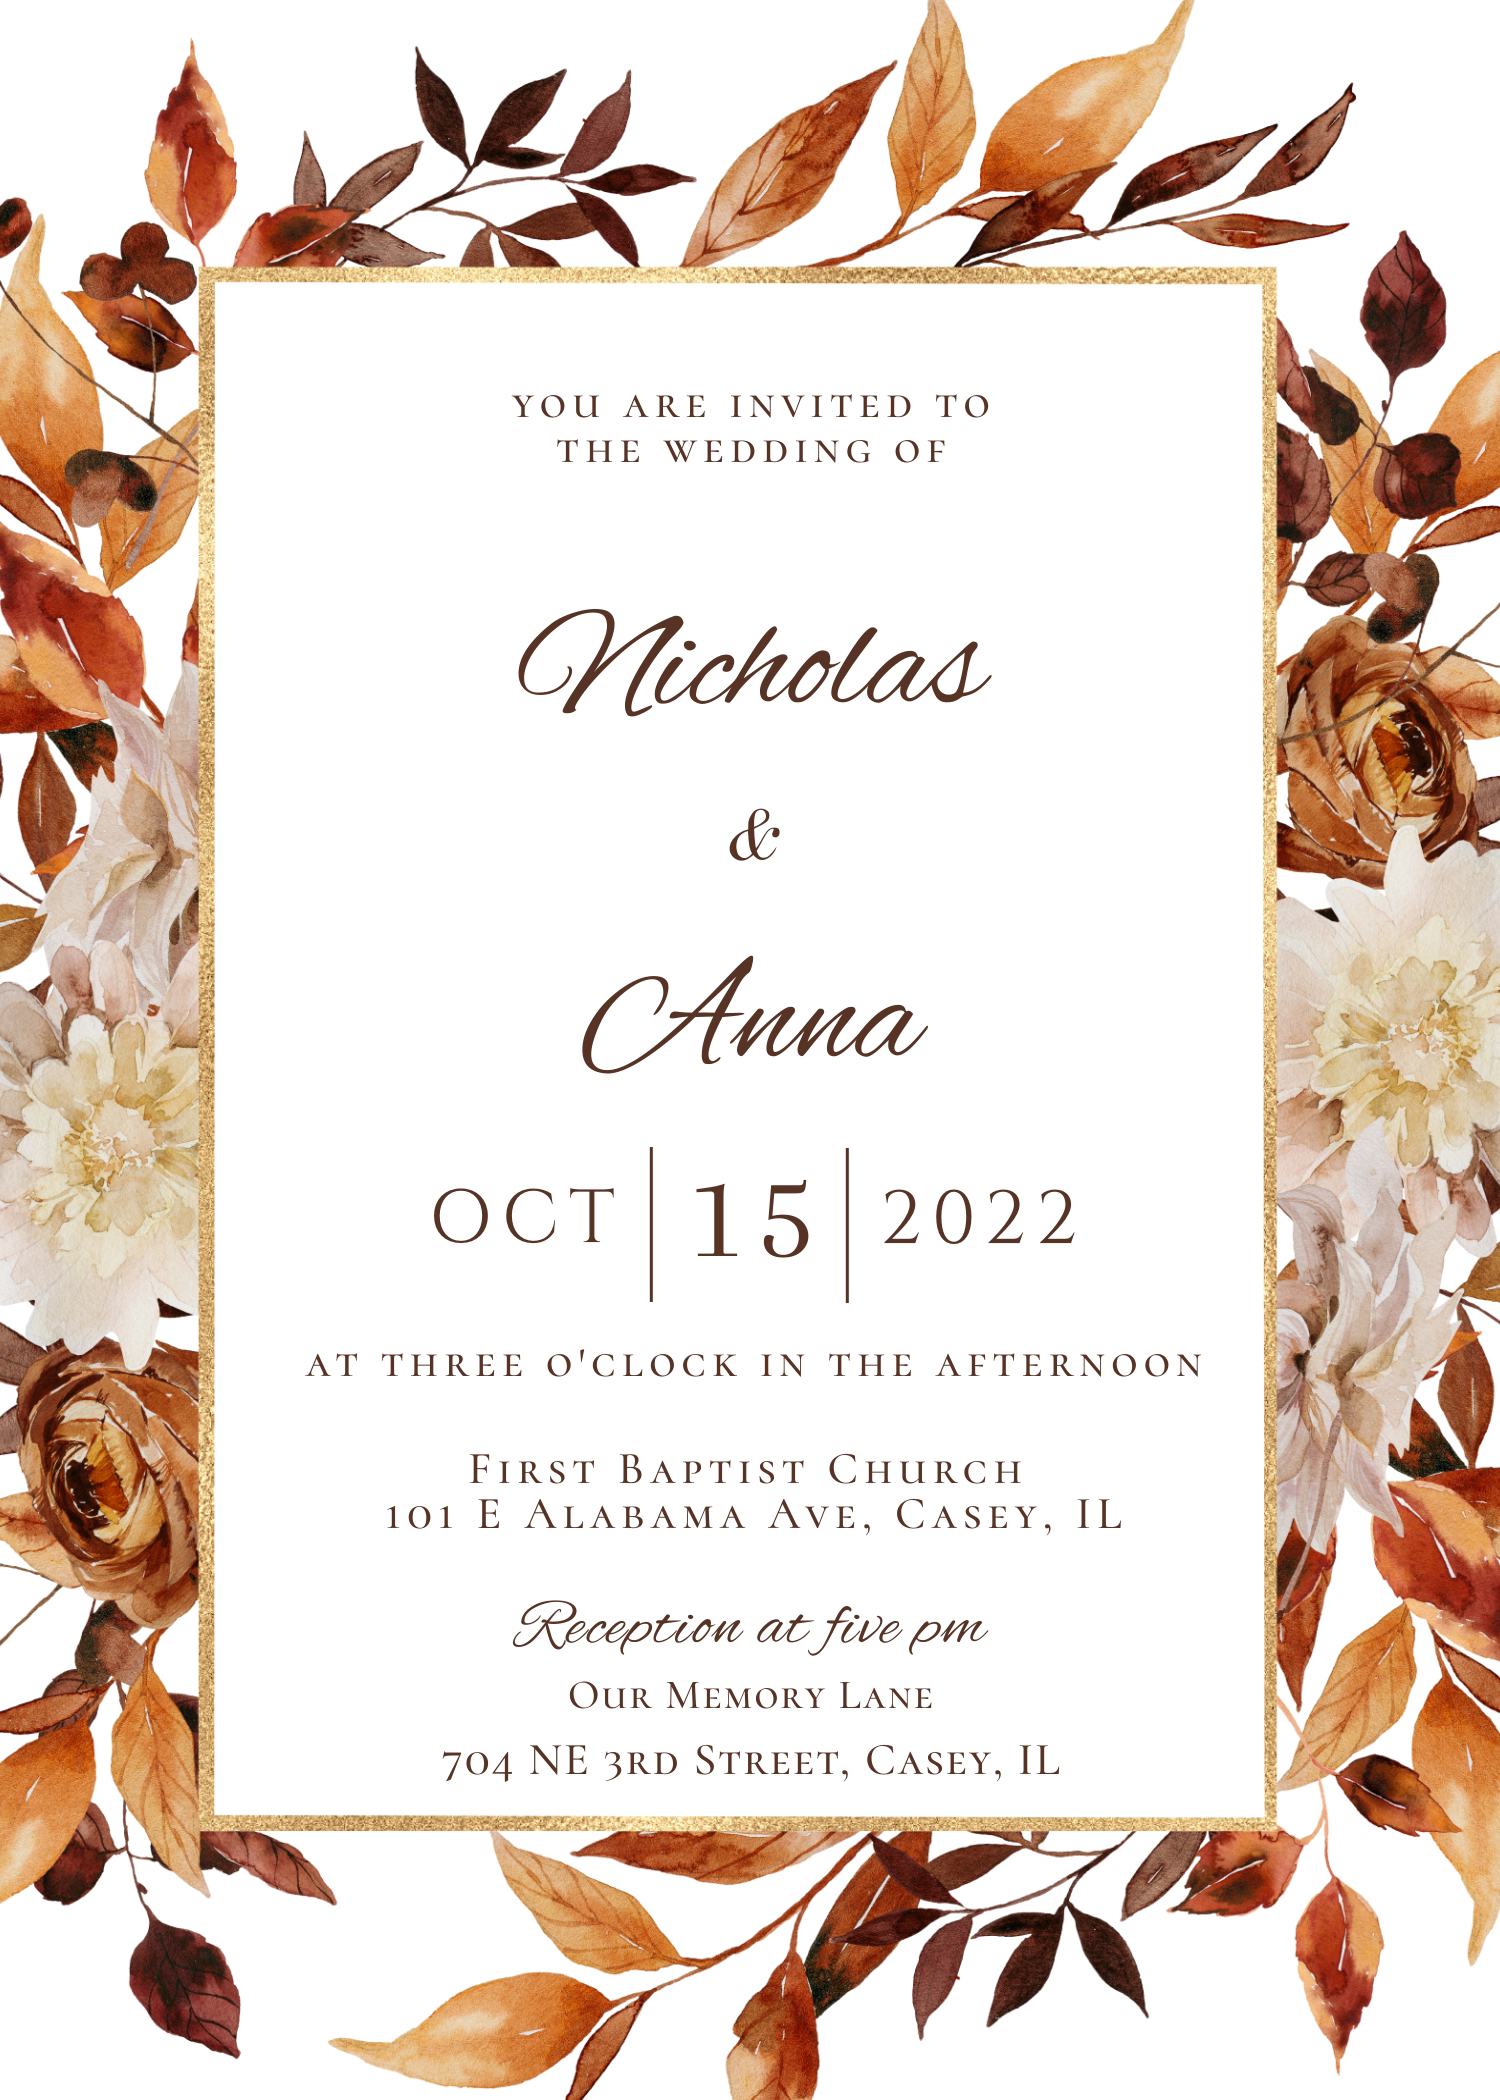 YOU ARE INVITED TO
THE WEDDING OF
Nicholas
&
Anna
OCT 15 2022
AT THREE O'CLOCK IN THE AFTERNOON
First Baptist Church
101 E Alabama Ave, Casey, IL
Reception at five pm
Our Memory Lane
704 NE 3rd Street, Casey, IL